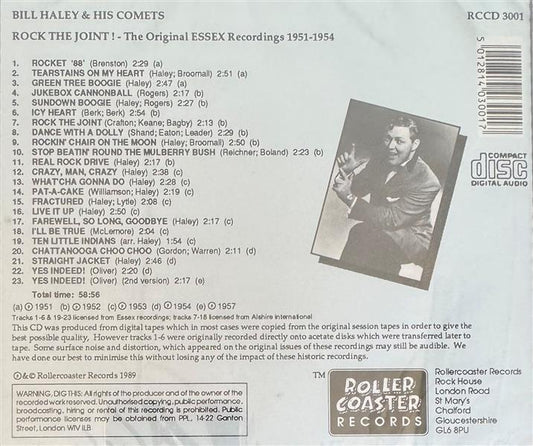 BILL HALEY & HIS COMETS
RCCD 3001
ROCK THE JOINT! - The Original ESSEX Recordings 1951-1954
1. ROCKET '88' (Brenston) 2:29 (a)
2. TEARSTAINS ON MY HEART (Haley; Broomall) 2:51 (a)
3. GREEN TREE BOOGIE (Haley) 2:47 (a)
4. JUKEBOX CANNONBALL (Rogers) 2:17 (b)
5. SUNDOWN BOOGIE (Haley; Rogers) 2:27 (b)
6. ICY HEART (Berk; Berk) 2:54 (b)
7. ROCK THE JOINT (Crafton; Keane; Bagby) 2:13 (b)
8. DANCE WITH A DOLLY (Shand; Eaton; Leader) 2:29 (b)
9. ROCKIN' CHAIR ON THE MOON (Haley; Broomall) 2:50 (b)
10. STOP BEATIN' ROUND THE MULBERRY BUSH (Reichner; Boland) 2:23 (b)
11. REAL ROCK DRIVE (Haley) 2:17 (b)
12. CRAZY, MAN, CRAZY (Haley) 2:38 (c)
13. WHAT'CHA GONNA DO (Haley) 2:28 (c)
14. PAT-A-CAKE (Williamson; Haley) 2:19 (c)
15. FRACTURED (Haley; Lytle) 2:08 (c)
16. LIVE IT UP (Haley) 2:50 (c)
17. FAREWELL, SO LONG, GOODBYE (Haley) 2:17 (c)
18. I'LL BE TRUE (McLemore) 2:04 (c)
19. TEN LITTLE INDIANS (arr. Haley) 1:54 (c)
20. CHATTANOOGA CHOO CHOO (Gordon; Warren) 2:11 (d)
21. STRAIGHT JACKET (Haley) 2:46 (d)
22. YES INDEED! (Oliver) 2:20 (d)
23. YES INDEED! (Oliver) (2nd version) 2:17 (e)
Total time: 58:56
(a) ℗ 1951 (b) ℗ 1952 (c) ℗ 1953 (d) ℗ 1954 (e) ℗ 1957
Tracks 1-6 & 19-23 licensed from Essex recordings; tracks 7-18 licensed from Alshire International
This CD was produced from digital tapes which in most cases were copied from the original session tapes in order to give the
best possible quality. However tracks 1-6 were originally recorded directly onto acetate disks which were transferred later to
tape. Some surface noise and distortion, which appeared on the original issues of these recordings may still be audible. We
have done our best to minimise this without losing any of the impact of these historic recordings.
℗&© Rollercoaster Records 1989
WARNING, DIG THIS: All rights of the producer and of the owner of the
recorded work reserved. Unauthorised copying, public performance,
broadcasting, hiring or rental of this recording is prohibited. Public
performance licences may be obtained from PPL, 14-22 Ganton
Street, London W1V 1LB
5 012814 030017
COMPACT
disc
DIGITAL AUDIO
TM
ROLLER
COASTER
RECORDS
Rollercoaster Records
Rock House
London Road
St Mary's
Chalford
Gloucestershire
GL6 8PU